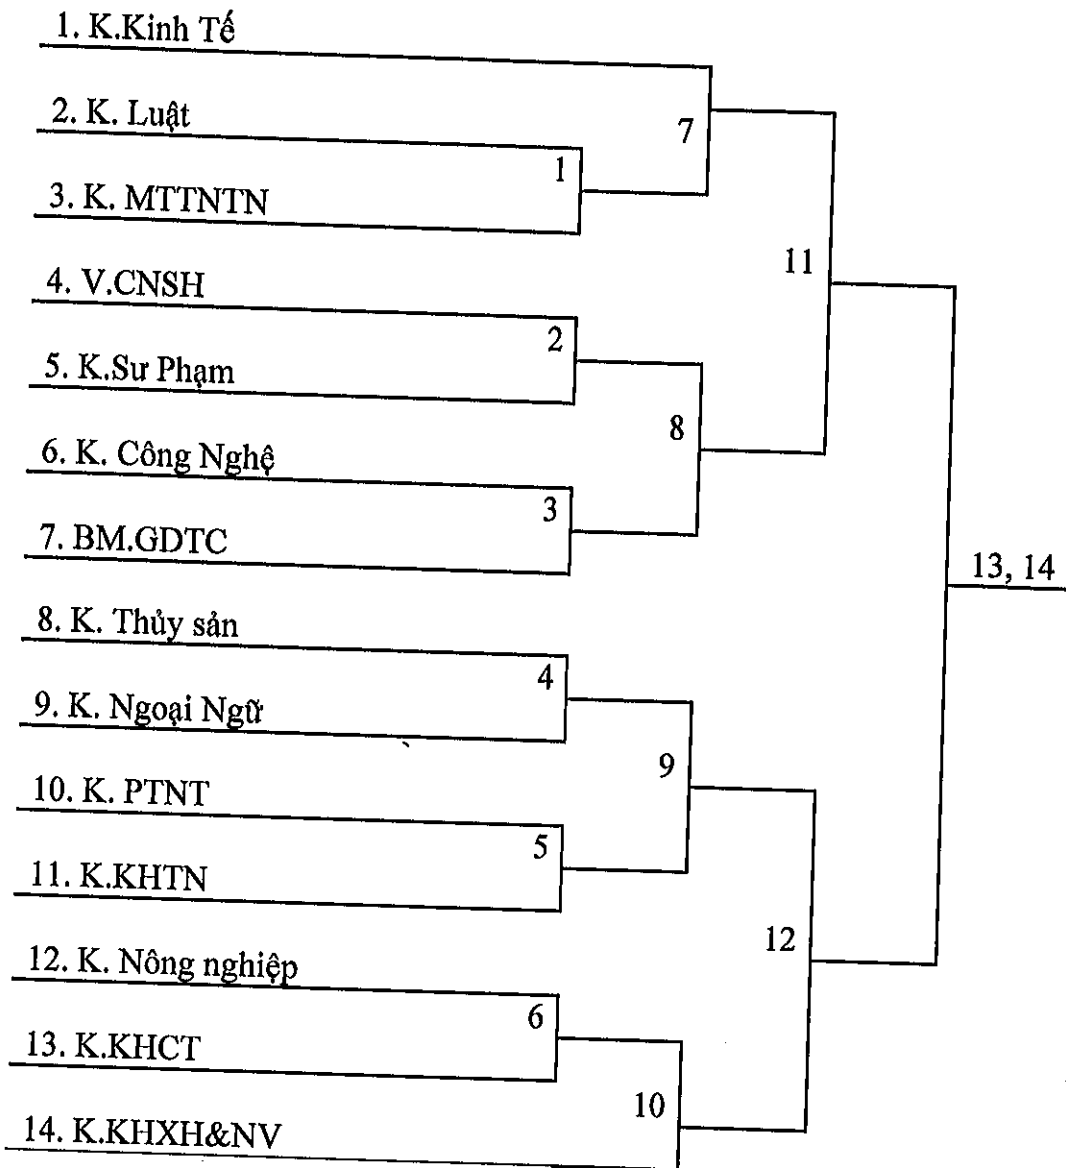 1. K.Kinh Tế
2. K. Luật
7
1
3. K. MTTNTN
11
4. V.CNSH
2
5. K.Sư Phạm
8
6. K. Công Nghệ
3
7. BM.GDTC
13, 14
8. K. Thủy sản
4
9. K. Ngoại Ngữ
9
10. K. PTNT
5
11. K.KHTN
12
12. K. Nông nghiệp
6
13. K.KHCT
10
14. K.KHXH&NV